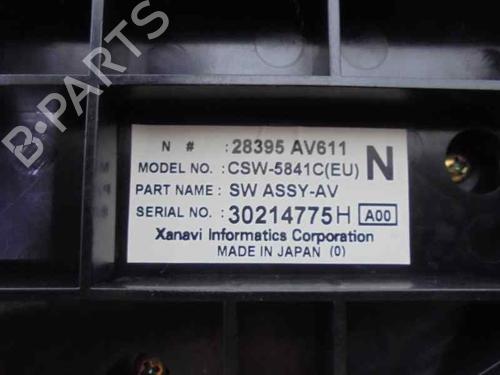 B-PARTS
N # : 28395 AV611
MODEL NO. : CSW-5841C(EU) N
PART NAME : SW ASSY-AV
SERIAL NO. : 30214775H A00
Xanavi Informatics Corporation
MADE IN JAPAN (0)